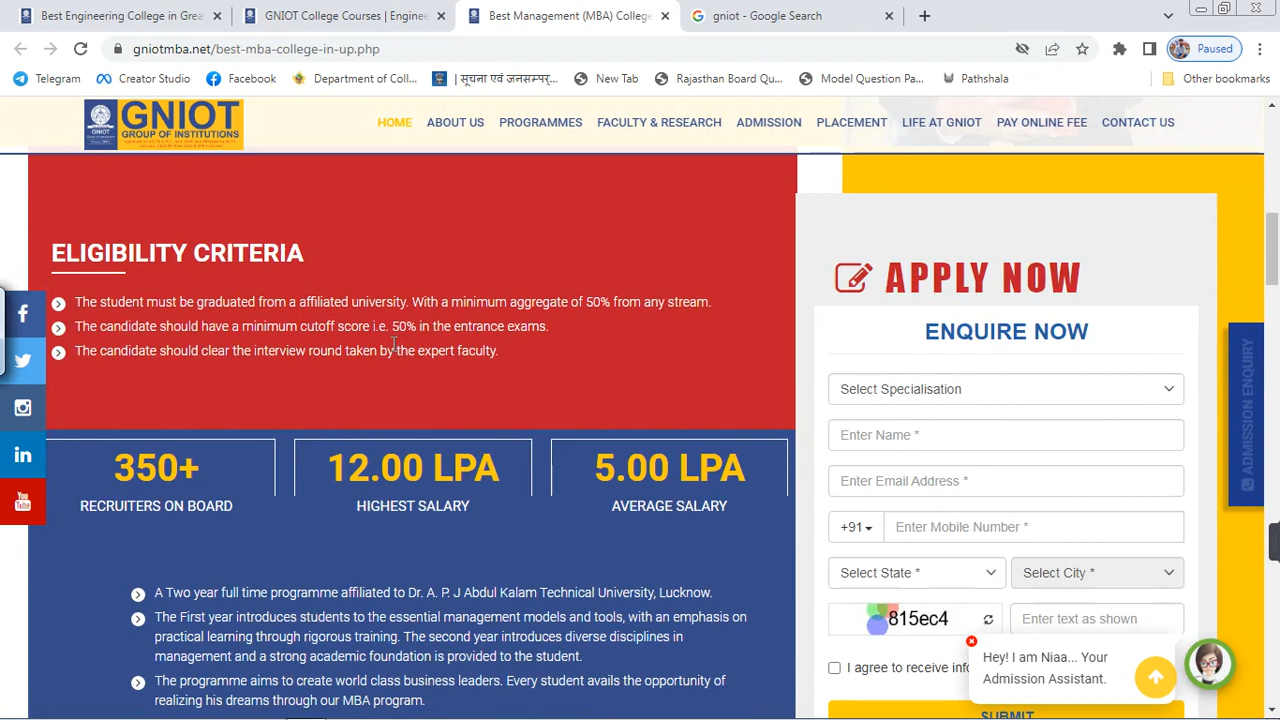 Best Engineering College in Grea
GNIOT College Courses | Engine
Best Management (MBA) College
gniot - Google Search
gniotmba.net/best-mba-college-in-up.php
Paused
Telegram
Creator Studio
Facebook
Department of Coll...
| सूचना एवं जनसम्पर्...
New Tab
Rajasthan Board Qu...
Model Question Pa...
Pathshala
Other bookmarks
GNIOT
GROUP OF INSTITUTIONS
HOME
ABOUT US
PROGRAMMES
FACULTY & RESEARCH
ADMISSION
PLACEMENT
LIFE AT GNIOT
PAY ONLINE FEE
CONTACT US
ELIGIBILITY CRITERIA
The student must be graduated from a affiliated university. With a minimum aggregate of 50% from any stream.
The candidate should have a minimum cutoff score i.e. 50% in the entrance exams.
The candidate should clear the interview round taken by the expert faculty.
350+
RECRUITERS ON BOARD
12.00 LPA
HIGHEST SALARY
5.00 LPA
AVERAGE SALARY
A Two year full time programme affiliated to Dr. A. P. J Abdul Kalam Technical University, Lucknow.
The First year introduces students to the essential management models and tools, with an emphasis on
practical learning through rigorous training. The second year introduces diverse disciplines in
management and a strong academic foundation is provided to the student.
The programme aims to create world class business leaders. Every student avails the opportunity of
realizing his dreams through our MBA program.
APPLY NOW
ENQUIRE NOW
Select Specialisation
Enter Name *
Enter Email Address *
+91
Enter Mobile Number *
Select State *
Select City *
815ec4
Enter text as shown
I agree to receive info
SUBMIT
Hey! I am Niaa... Your
Admission Assistant.
ADMISSION ENQUIRY
You
Tube